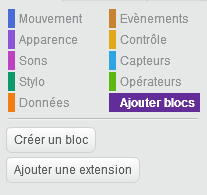 Mouvement Evènements
Apparence Contrôle
Sons Capteurs
Stylo Opérateurs
Données Ajouter blocs
Créer un bloc
Ajouter une extension